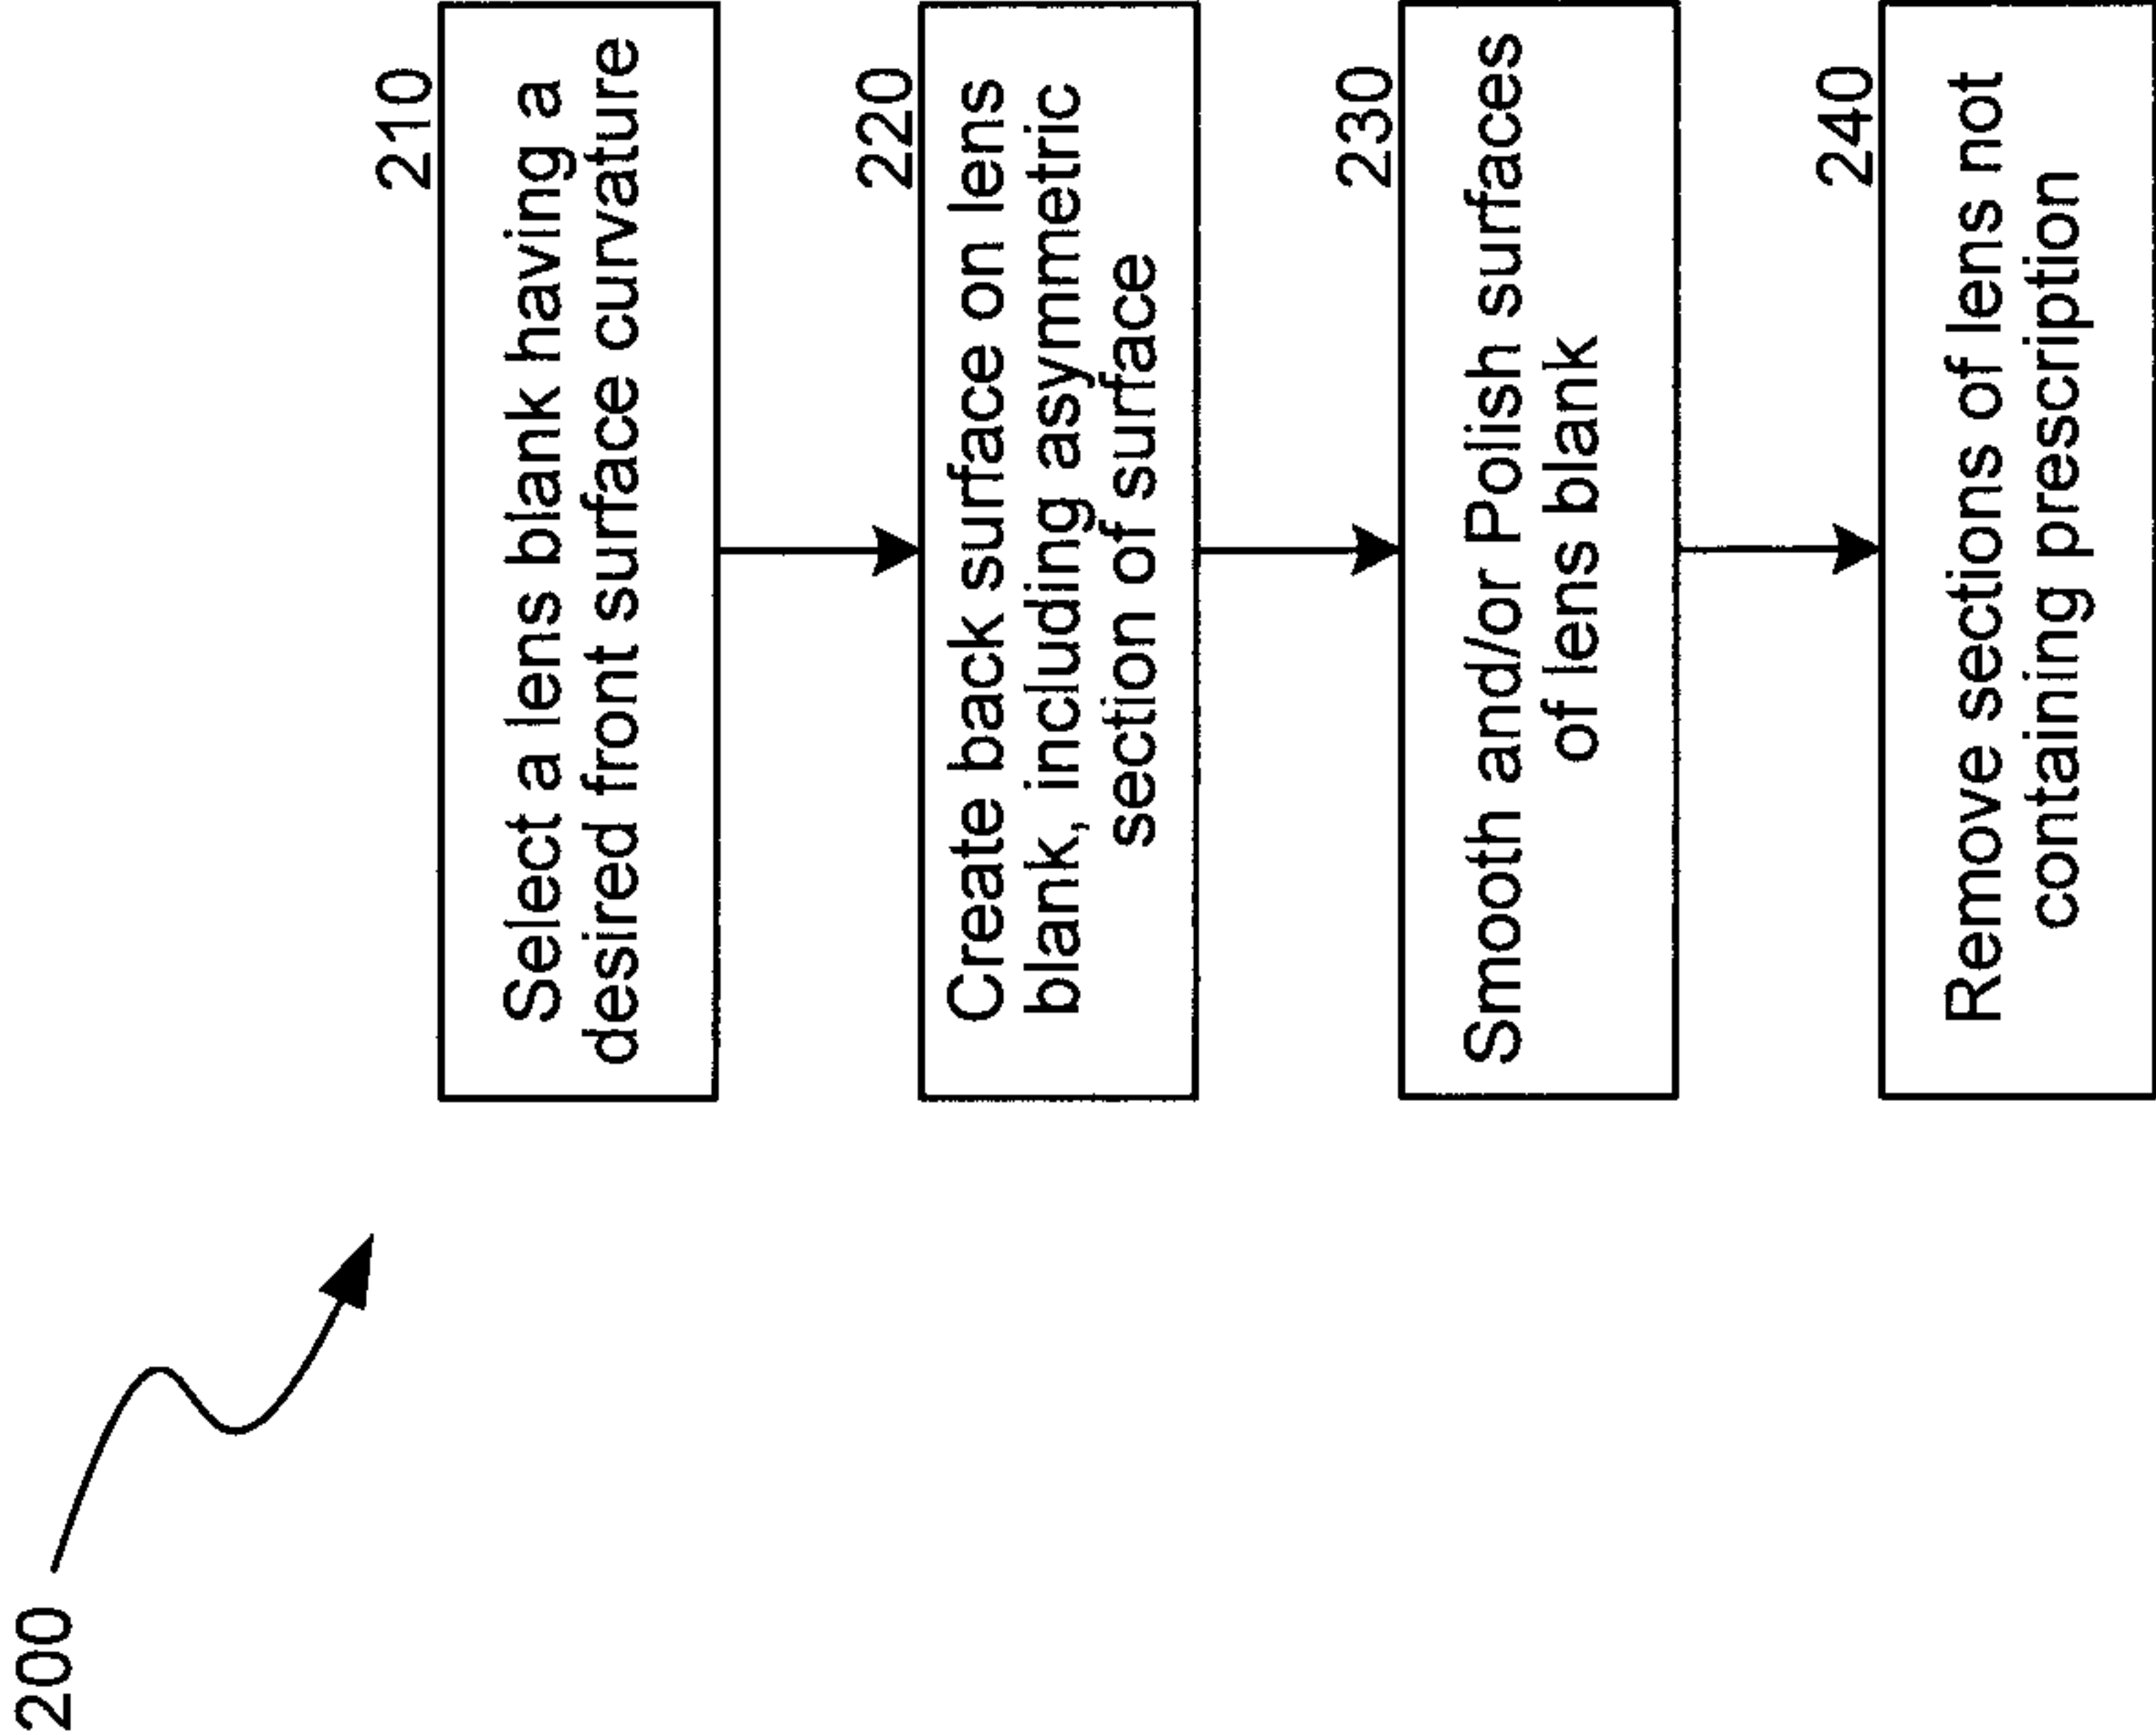 200
210
Select a lens blank having a
desired front surface curvature
220
Create back surface on lens
blank, including asymmetric
section of surface
230
Smooth and/or Polish surfaces
of lens blank
240
Remove sections of lens not
containing prescription